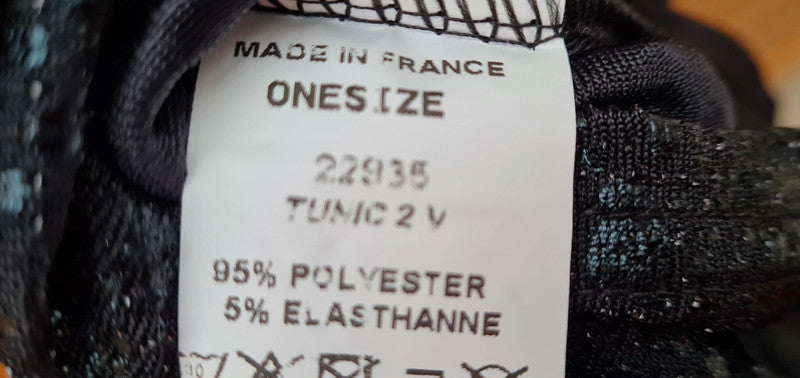 MADE IN FRANCE
ONESIZE
22935
TUNIC 2 V
95% POLYESTER
5% ELASTHANNE